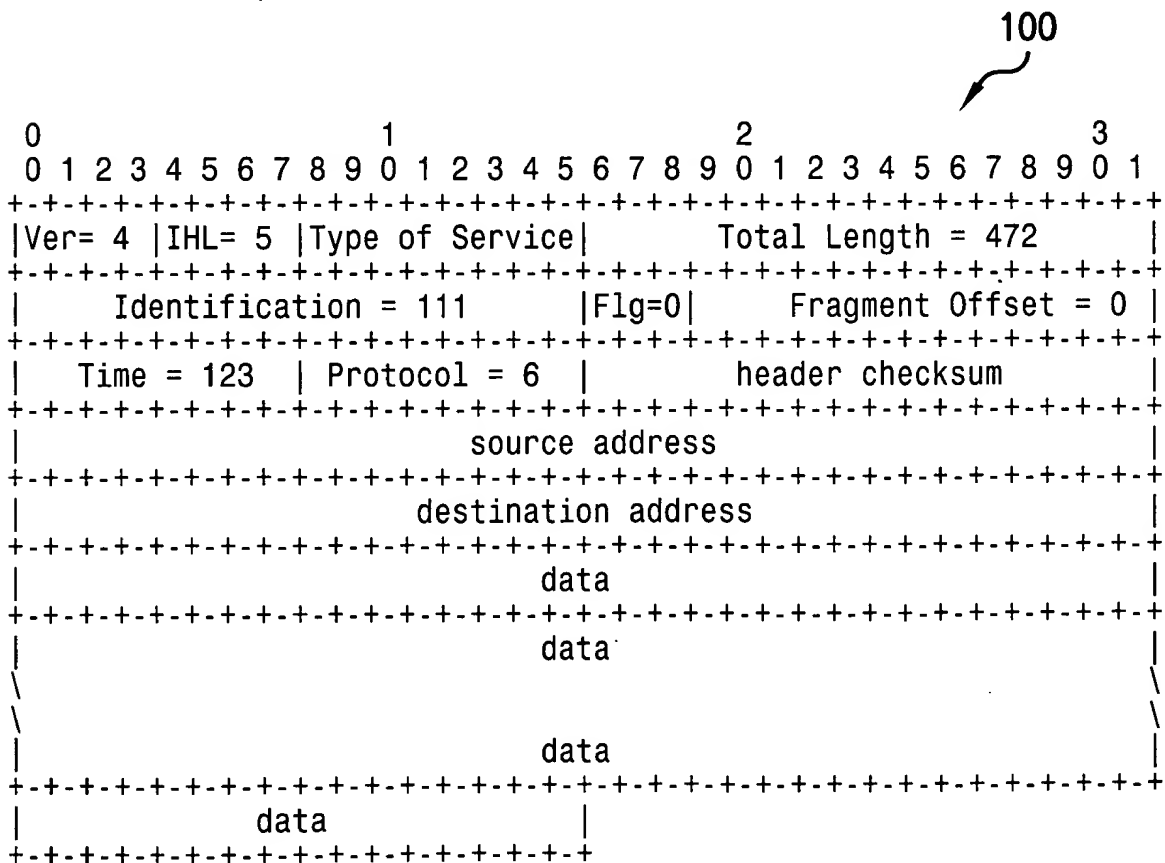 100
0 1 2 3
0 1 2 3 4 5 6 7 8 9 0 1 2 3 4 5 6 7 8 9 0 1 2 3 4 5 6 7 8 9 0 1
+-+-+-+-+-+-+-+-+-+-+-+-+-+-+-+-+-+-+-+-+-+-+-+-+-+-+-+-+-+-+-+-+
|Ver= 4 |IHL= 5 |Type of Service| Total Length = 472 |
+-+-+-+-+-+-+-+-+-+-+-+-+-+-+-+-+-+-+-+-+-+-+-+-+-+-+-+-+-+-+-+-+
| Identification = 111 |Flg=0| Fragment Offset = 0 |
+-+-+-+-+-+-+-+-+-+-+-+-+-+-+-+-+-+-+-+-+-+-+-+-+-+-+-+-+-+-+-+-+
| Time = 123 | Protocol = 6 | header checksum |
+-+-+-+-+-+-+-+-+-+-+-+-+-+-+-+-+-+-+-+-+-+-+-+-+-+-+-+-+-+-+-+-+
| source address |
+-+-+-+-+-+-+-+-+-+-+-+-+-+-+-+-+-+-+-+-+-+-+-+-+-+-+-+-+-+-+-+-+
| destination address |
+-+-+-+-+-+-+-+-+-+-+-+-+-+-+-+-+-+-+-+-+-+-+-+-+-+-+-+-+-+-+-+-+
| data |
+-+-+-+-+-+-+-+-+-+-+-+-+-+-+-+-+-+-+-+-+-+-+-+-+-+-+-+-+-+-+-+-+
| data |
\ \
\ \
| data |
+-+-+-+-+-+-+-+-+-+-+-+-+-+-+-+-+-+-+-+-+-+-+-+-+-+-+-+-+-+-+-+-+
| data |
+-+-+-+-+-+-+-+-+-+-+-+-+-+-+-+-+